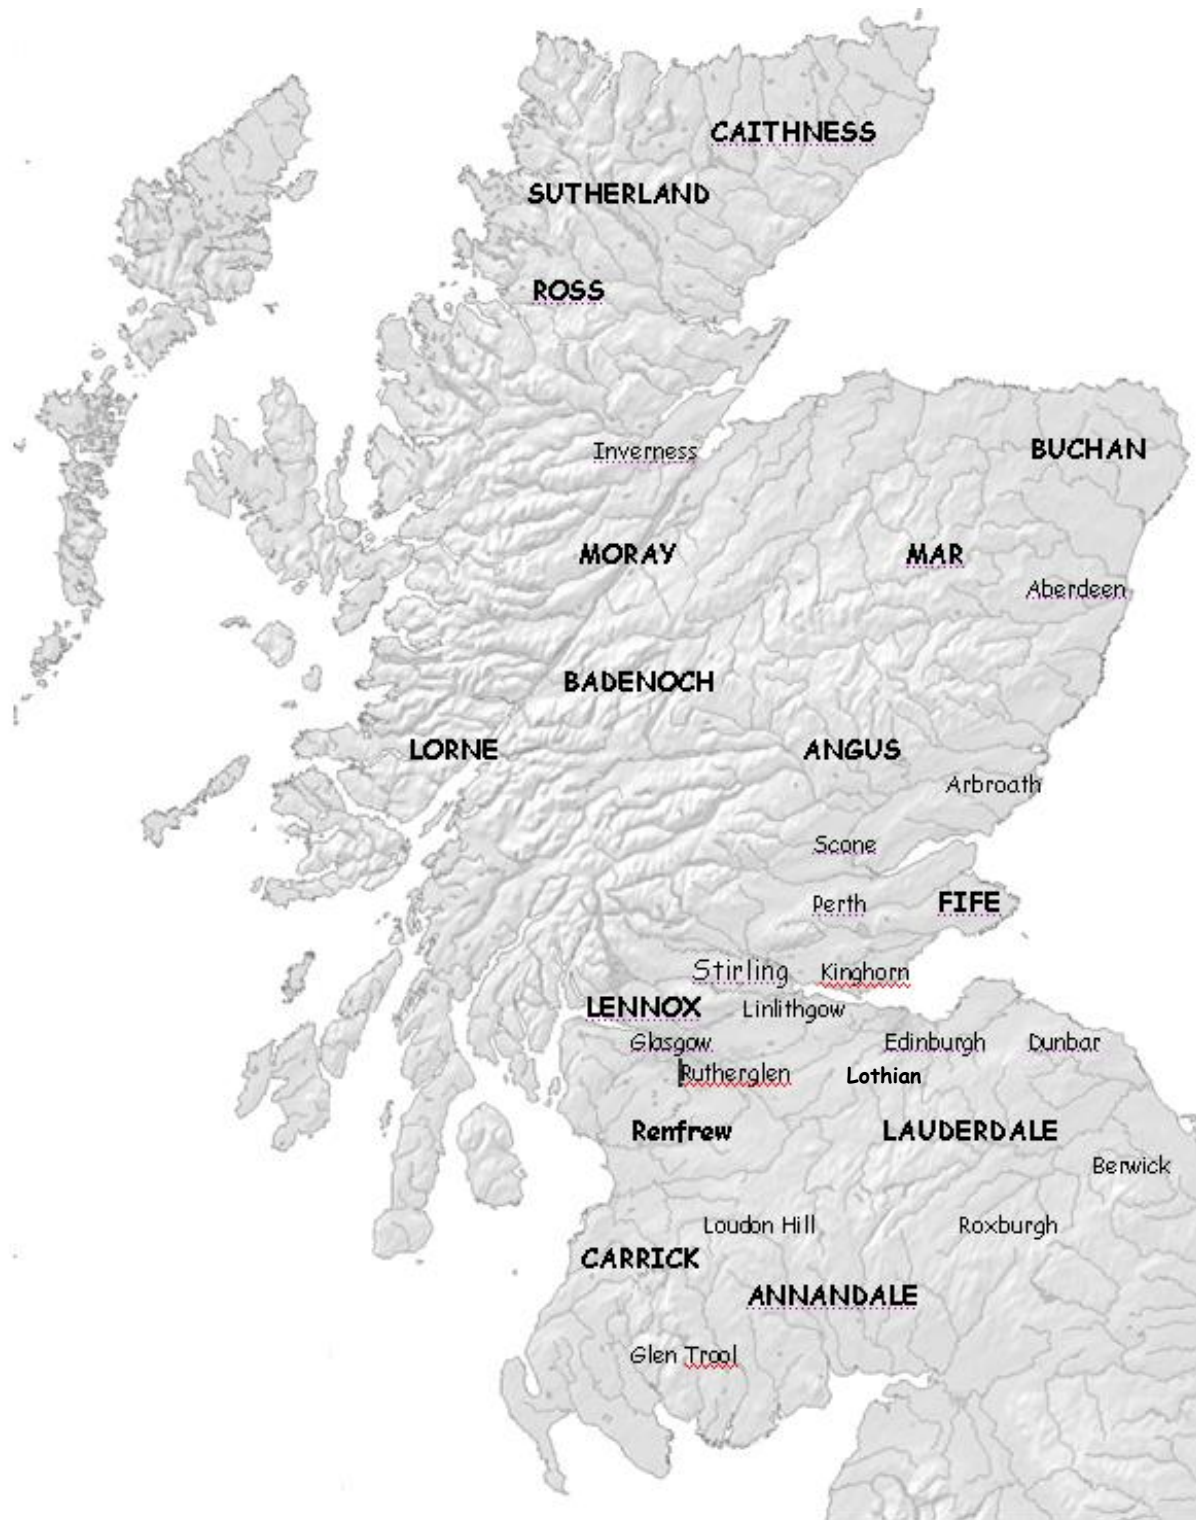 CAITHNESS
SUTHERLAND
ROSS
Inverness
BUCHAN
MORAY
MAR
Aberdeen
BADENOCH
LORNE
ANGUS
Arbroath
Scone
Perth
FIFE
Stirling
Kinghorn
LENNOX
Linlithgow
Glasgow
Edinburgh
Dunbar
Rutherglen
Lothian
Renfrew
LAUDERDALE
Berwick
Loudon Hill
Roxburgh
CARRICK
ANNANDALE
Glen Trool